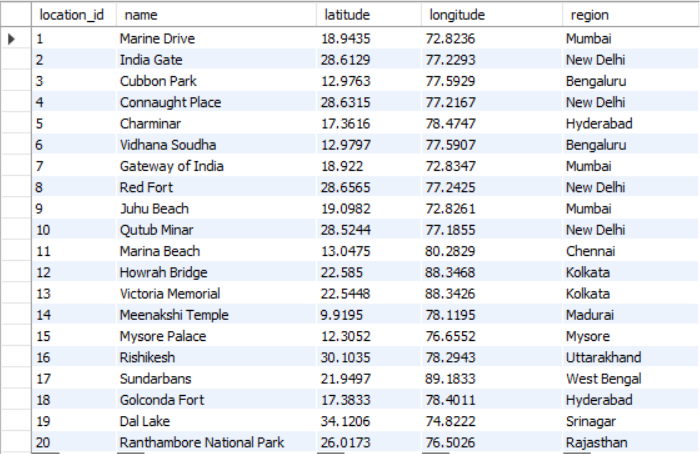 location_id name latitude longitude region
1 Marine Drive 18.9435 72.8236 Mumbai
2 India Gate 28.6129 77.2293 New Delhi
3 Cubbon Park 12.9763 77.5929 Bengaluru
4 Connaught Place 28.6315 77.2167 New Delhi
5 Charminar 17.3616 78.4747 Hyderabad
6 Vidhana Soudha 12.9797 77.5907 Bengaluru
7 Gateway of India 18.922 72.8347 Mumbai
8 Red Fort 28.6565 77.2425 New Delhi
9 Juhu Beach 19.0982 72.8261 Mumbai
10 Qutub Minar 28.5244 77.1855 New Delhi
11 Marina Beach 13.0475 80.2829 Chennai
12 Howrah Bridge 22.585 88.3468 Kolkata
13 Victoria Memorial 22.5448 88.3426 Kolkata
14 Meenakshi Temple 9.9195 78.1195 Madurai
15 Mysore Palace 12.3052 76.6552 Mysore
16 Rishikesh 30.1035 78.2943 Uttarakhand
17 Sundarbans 21.9497 89.1833 West Bengal
18 Golconda Fort 17.3833 78.4011 Hyderabad
19 Dal Lake 34.1206 74.8222 Srinagar
20 Ranthambore National Park 26.0173 76.5026 Rajasthan